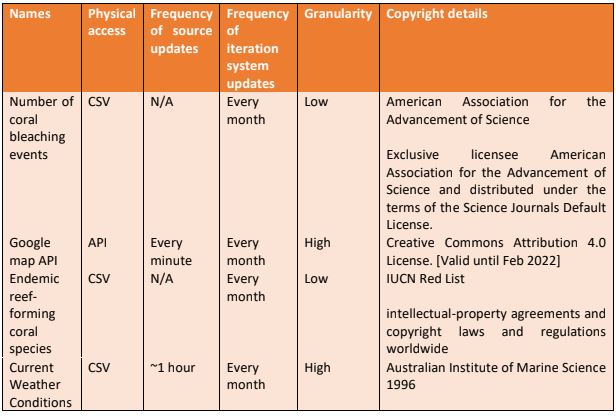 Names Physical access Frequency of source updates Frequency of iteration system updates Granularity Copyright details
Number of coral bleaching events CSV N/A Every month Low American Association for the Advancement of Science
Exclusive licensee American Association for the Advancement of Science and distributed under the terms of the Science Journals Default License.
Google map API API Every minute Every month High Creative Commons Attribution 4.0 License. [Valid until Feb 2022]
Endemic reef-forming coral species CSV N/A Every month Low IUCN Red List
intellectual-property agreements and copyright laws and regulations worldwide
Current Weather Conditions CSV ~1 hour Every month High Australian Institute of Marine Science 1996